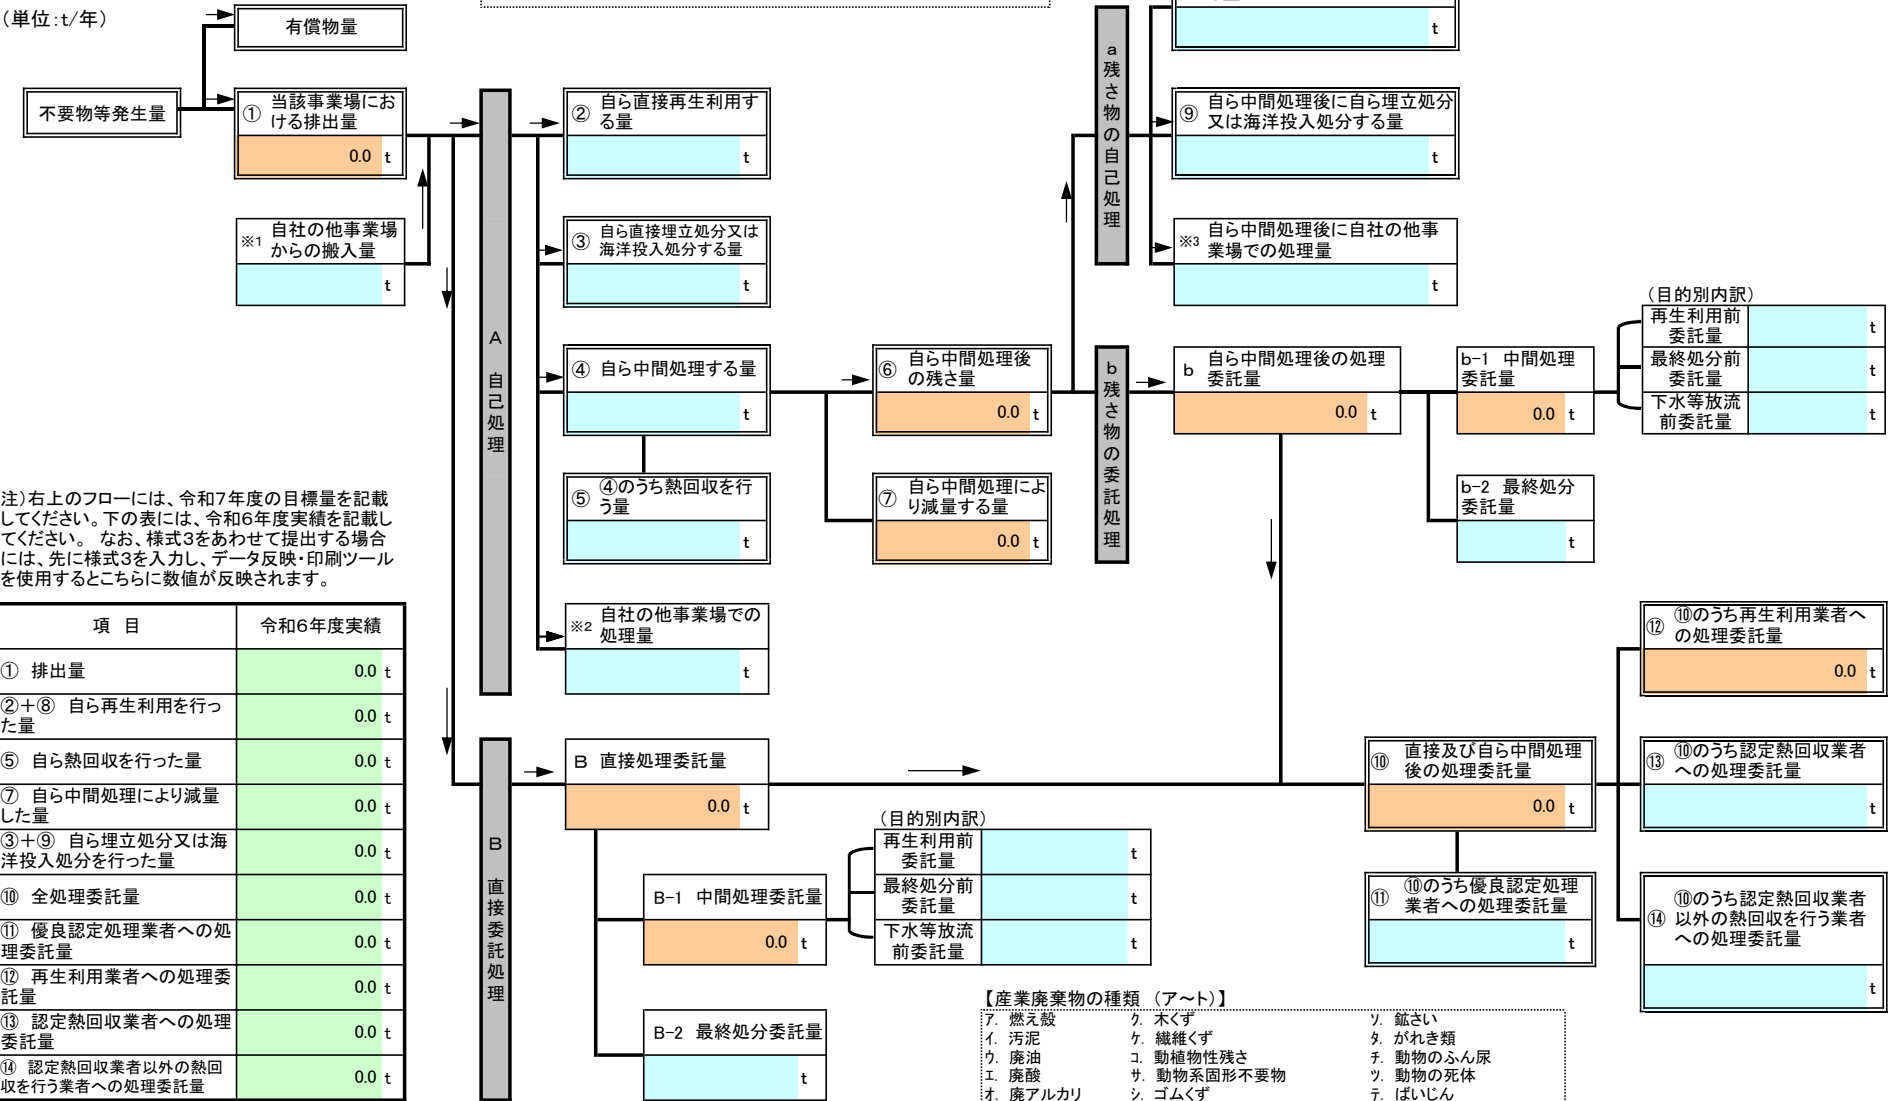 (単位:t/年)
有償物量
不要物等発生量
① 当該事業場にお
ける排出量
0.0 t
※1 自社の他事業場
からの搬入量
t
A 自己処理
② 自ら直接再生利用す
る量
t
③ 自ら直接埋立処分又は
海洋投入処分する量
t
④ 自ら中間処理する量
t
⑤ ④のうち熱回収を行
う量
t
※2 自社の他事業場での
処理量
t
⑥ 自ら中間処理後
の残さ量
0.0 t
⑦ 自ら中間処理によ
り減量する量
0.0 t
a 残さ物の自己処理
t
⑨ 自ら中間処理後に自ら埋立処分
又は海洋投入処分する量
t
※3 自ら中間処理後に自社の他事
業場での処理量
t
b 残さ物の委託処理
b 自ら中間処理後の処理
委託量
0.0 t
b-1 中間処理
委託量
0.0 t
(目的別内訳)
再生利用前
委託量
t
最終処分前
委託量
t
下水等放流
前委託量
t
b-2 最終処分
委託量
t
注)右上のフローには、令和7年度の目標量を記載
してください。下の表には、令和6年度実績を記載し
てください。 なお、様式3をあわせて提出する場合
には、先に様式3を入力し、データ反映・印刷ツール
を使用するとこちらに数値が反映されます。
項 目 令和6年度実績
① 排出量 0.0 t
②+⑧ 自ら再生利用を行っ
た量
0.0 t
⑤ 自ら熱回収を行った量 0.0 t
⑦ 自ら中間処理により減量
した量
0.0 t
③+⑨ 自ら埋立処分又は海
洋投入処分を行った量
0.0 t
⑩ 全処理委託量 0.0 t
⑪ 優良認定処理業者への処
理委託量
0.0 t
⑫ 再生利用業者への処理委
託量
0.0 t
⑬ 認定熱回収業者への処理
委託量
0.0 t
⑭ 認定熱回収業者以外の熱回
収を行う業者への処理委託量
0.0 t
B 直接委託処理
B 直接処理委託量
0.0 t
B-1 中間処理委託量
0.0 t
(目的別内訳)
再生利用前
委託量
t
最終処分前
委託量
t
下水等放流
前委託量
t
B-2 最終処分委託量
t
⑩ 直接及び自ら中間処理
後の処理委託量
0.0 t
⑪ ⑩のうち優良認定処理
業者への処理委託量
t
⑫ ⑩のうち再生利用業者へ
の処理委託量
0.0 t
⑬ ⑩のうち認定熱回収業者
への処理委託量
t
⑭ ⑩のうち認定熱回収業者
以外の熱回収を行う業者
への処理委託量
t
【産業廃棄物の種類 (ア~ト)】
ア. 燃え殻 ク. 木くず ソ. 鉱さい
イ. 汚泥 ケ. 繊維くず タ. がれき類
ウ. 廃油 コ. 動植物性残さ チ. 動物のふん尿
エ. 廃酸 サ. 動物系固形不要物 ツ. 動物の死体
オ. 廃アルカリ シ. ゴムくず テ. ばいじん